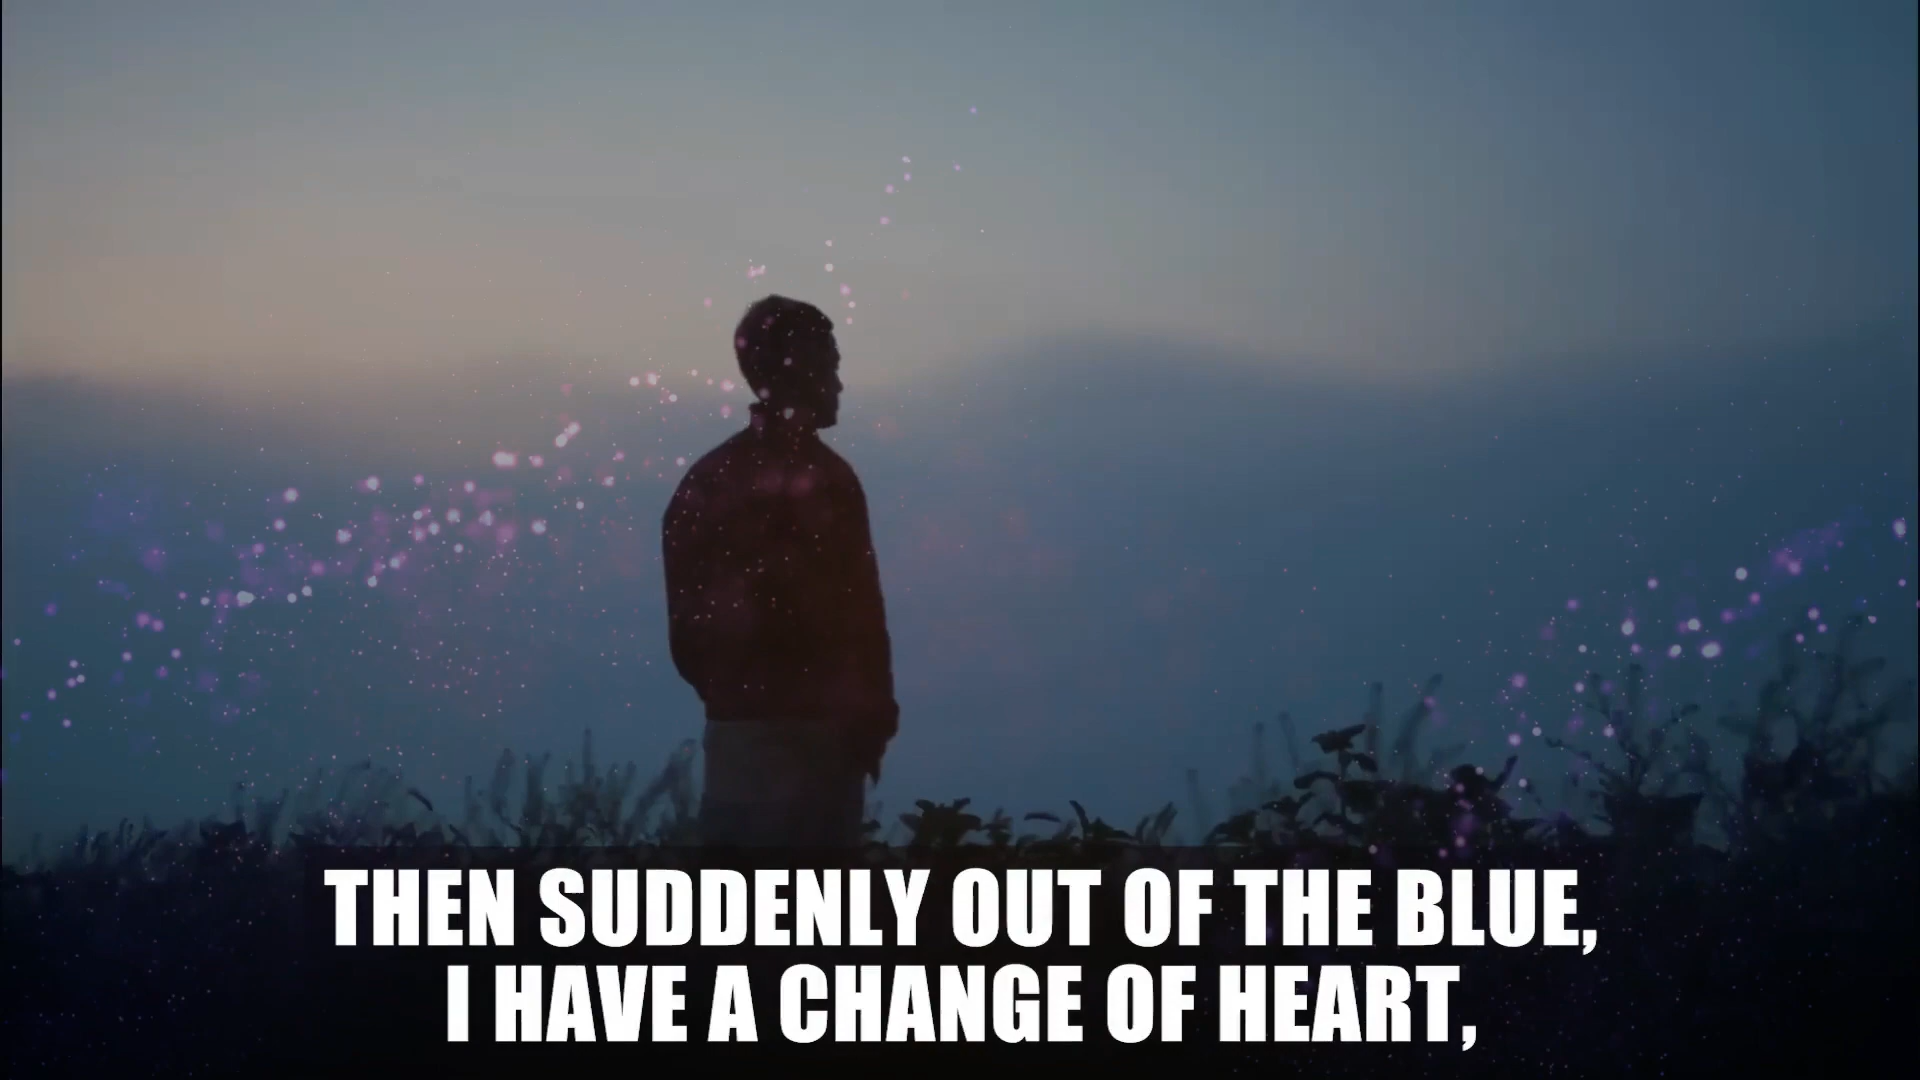 THEN SUDDENLY OUT OF THE BLUE,
I HAVE A CHANGE OF HEART,